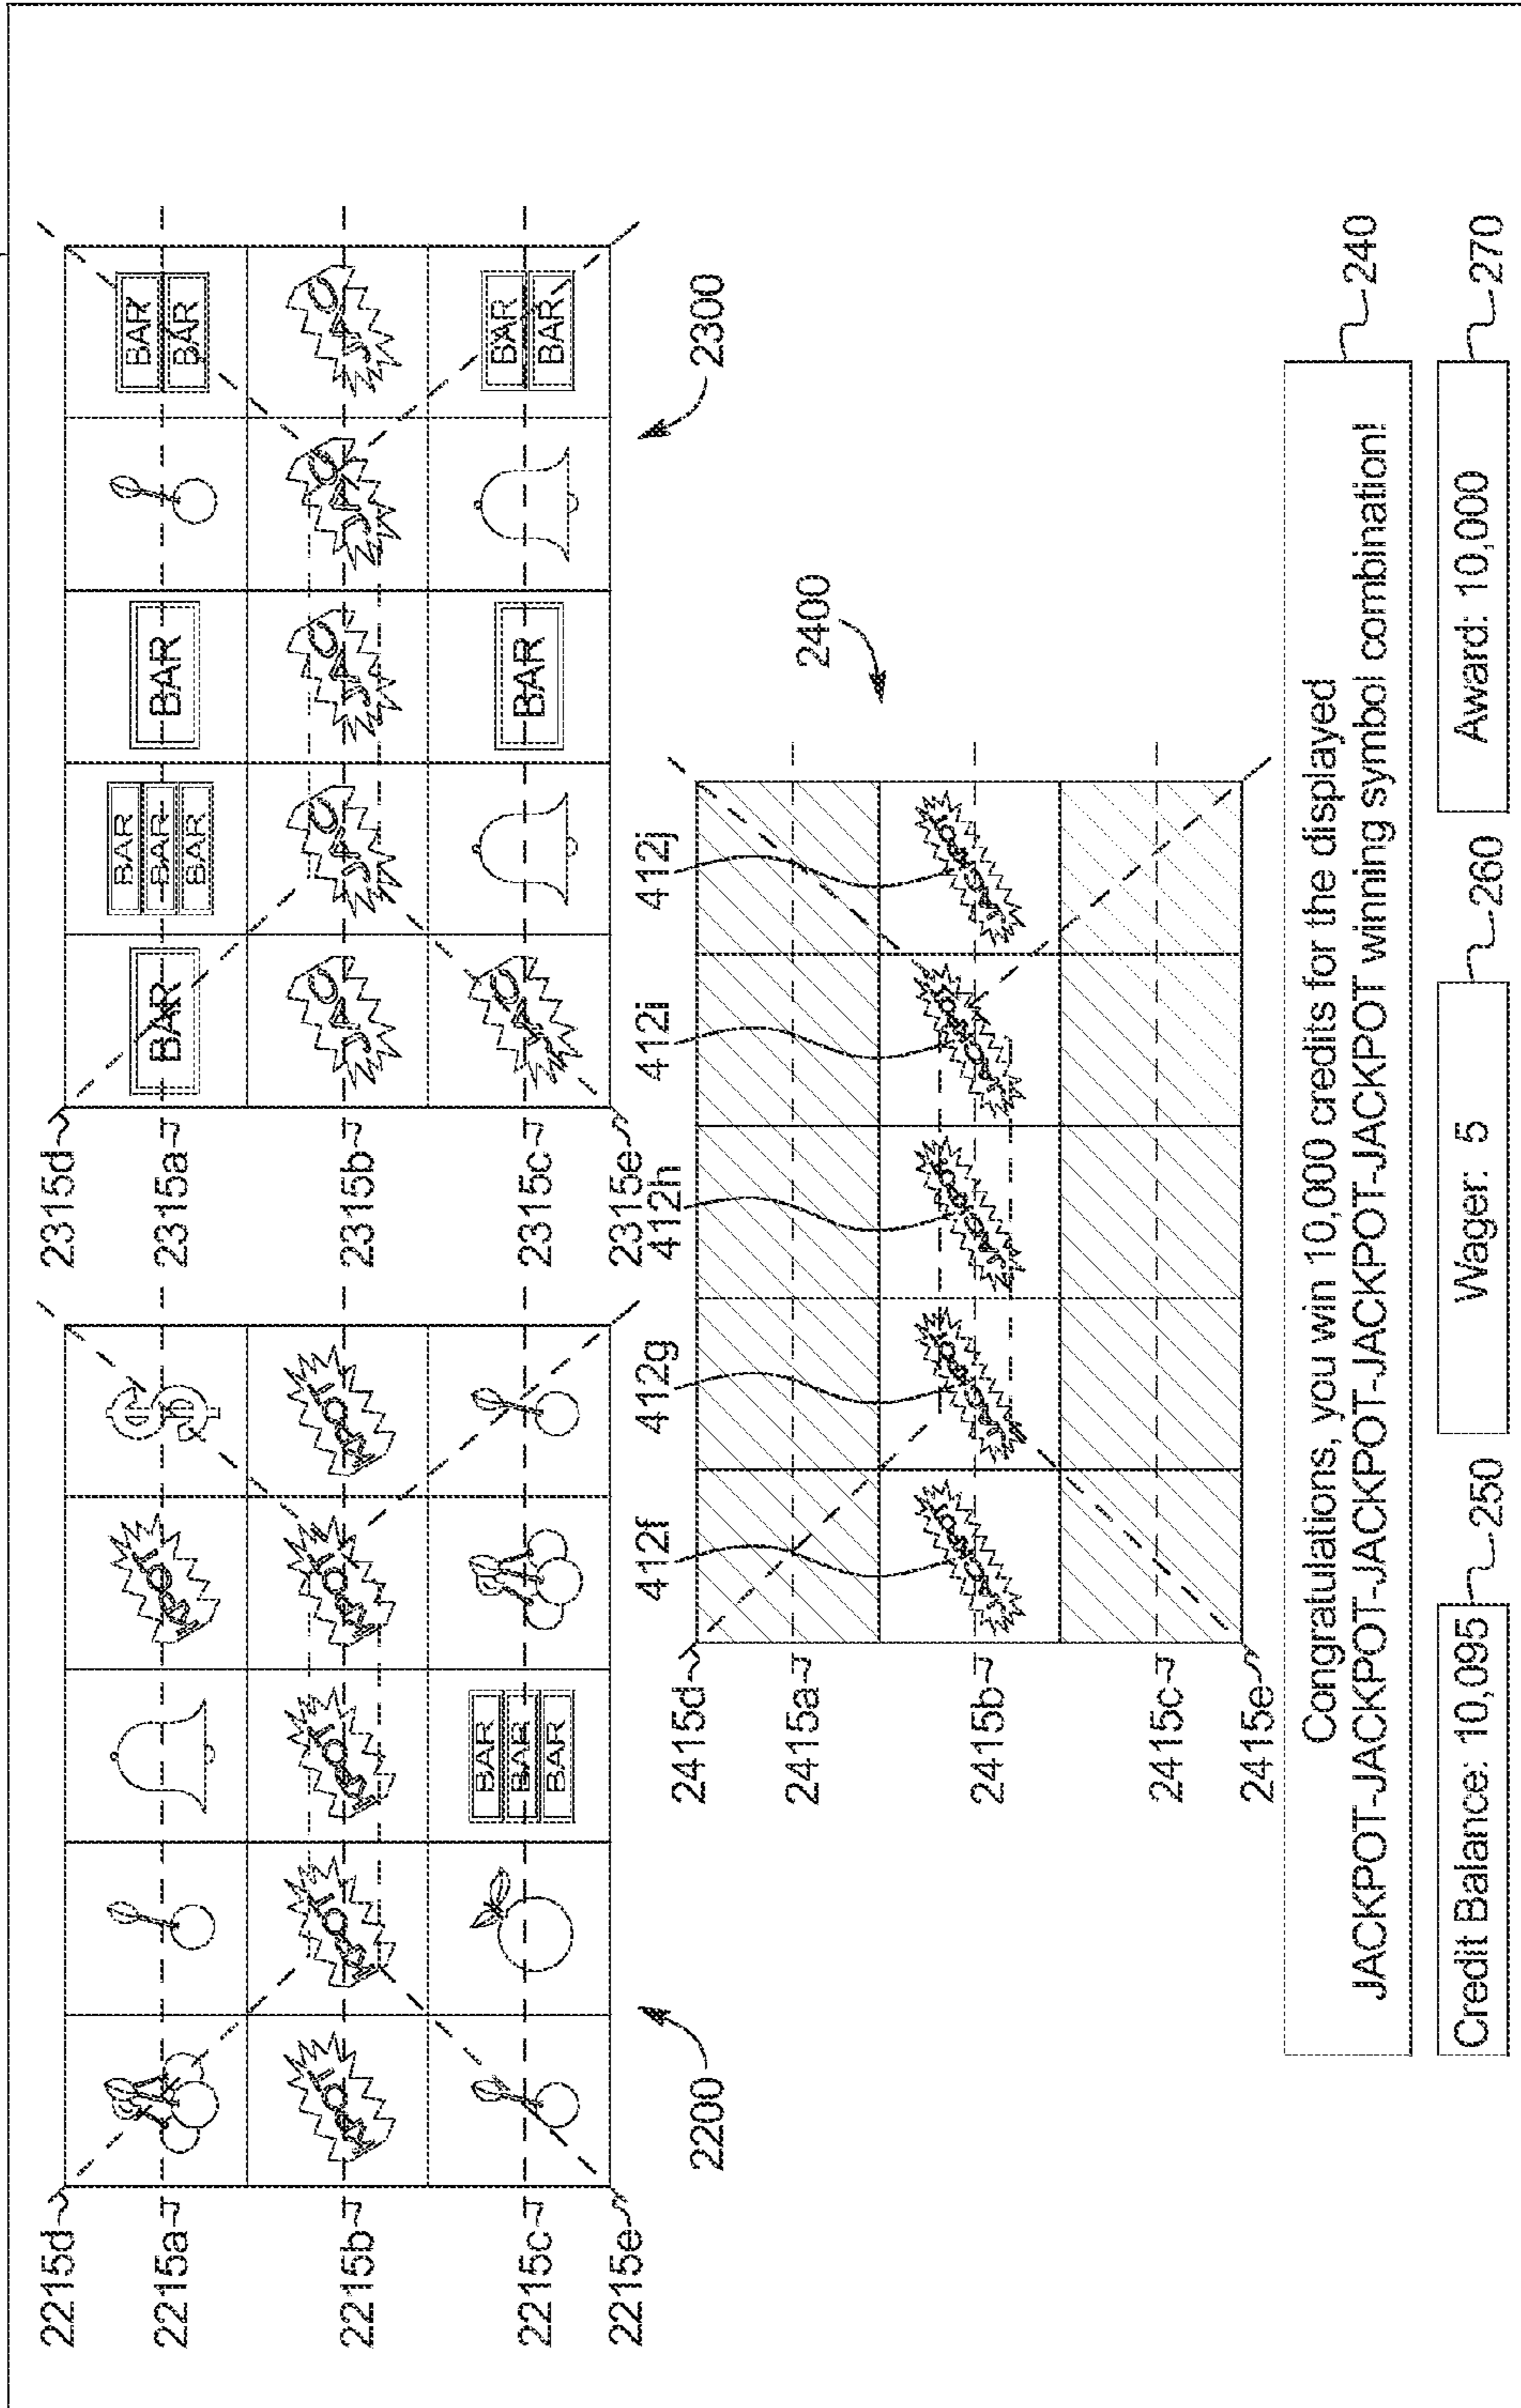 2215d
2315d
BAR
BAR
BAR
2215a
2315a
BAR
BAR
BAR
BAR
BAR
2215b
2315b
BAR
BAR
2215c
BAR
2315c
BAR
BAR
BAR
2215e
2315e
2200
2300
412f
412g
412h
412i
412j
2415d
2400
2415a
2415b
2415c
2415e
Congratulations, you win 10,000 credits for the displayed
JACKPOT-JACKPOT-JACKPOT-JACKPOT-JACKPOT winning symbol combination!
240
Credit Balance: 10,095
250
Wager: 5
260
Award: 10,000
270